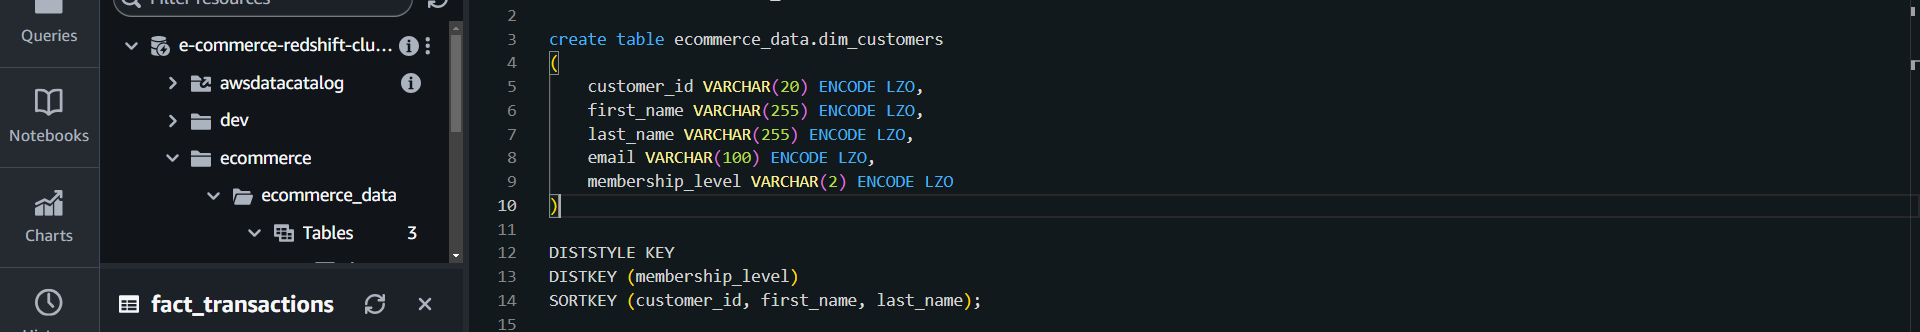 Queries
Notebooks
Charts
Filter resources
e-commerce-redshift-clu...
awsdatacatalog
dev
ecommerce
ecommerce_data
Tables 3
fact_transactions
2
3 create table ecommerce_data.dim_customers
4 (
5 customer_id VARCHAR(20) ENCODE LZO,
6 first_name VARCHAR(255) ENCODE LZO,
7 last_name VARCHAR(255) ENCODE LZO,
8 email VARCHAR(100) ENCODE LZO,
9 membership_level VARCHAR(2) ENCODE LZO
10 )
11
12 DISTSTYLE KEY
13 DISTKEY (membership_level)
14 SORTKEY (customer_id, first_name, last_name);
15